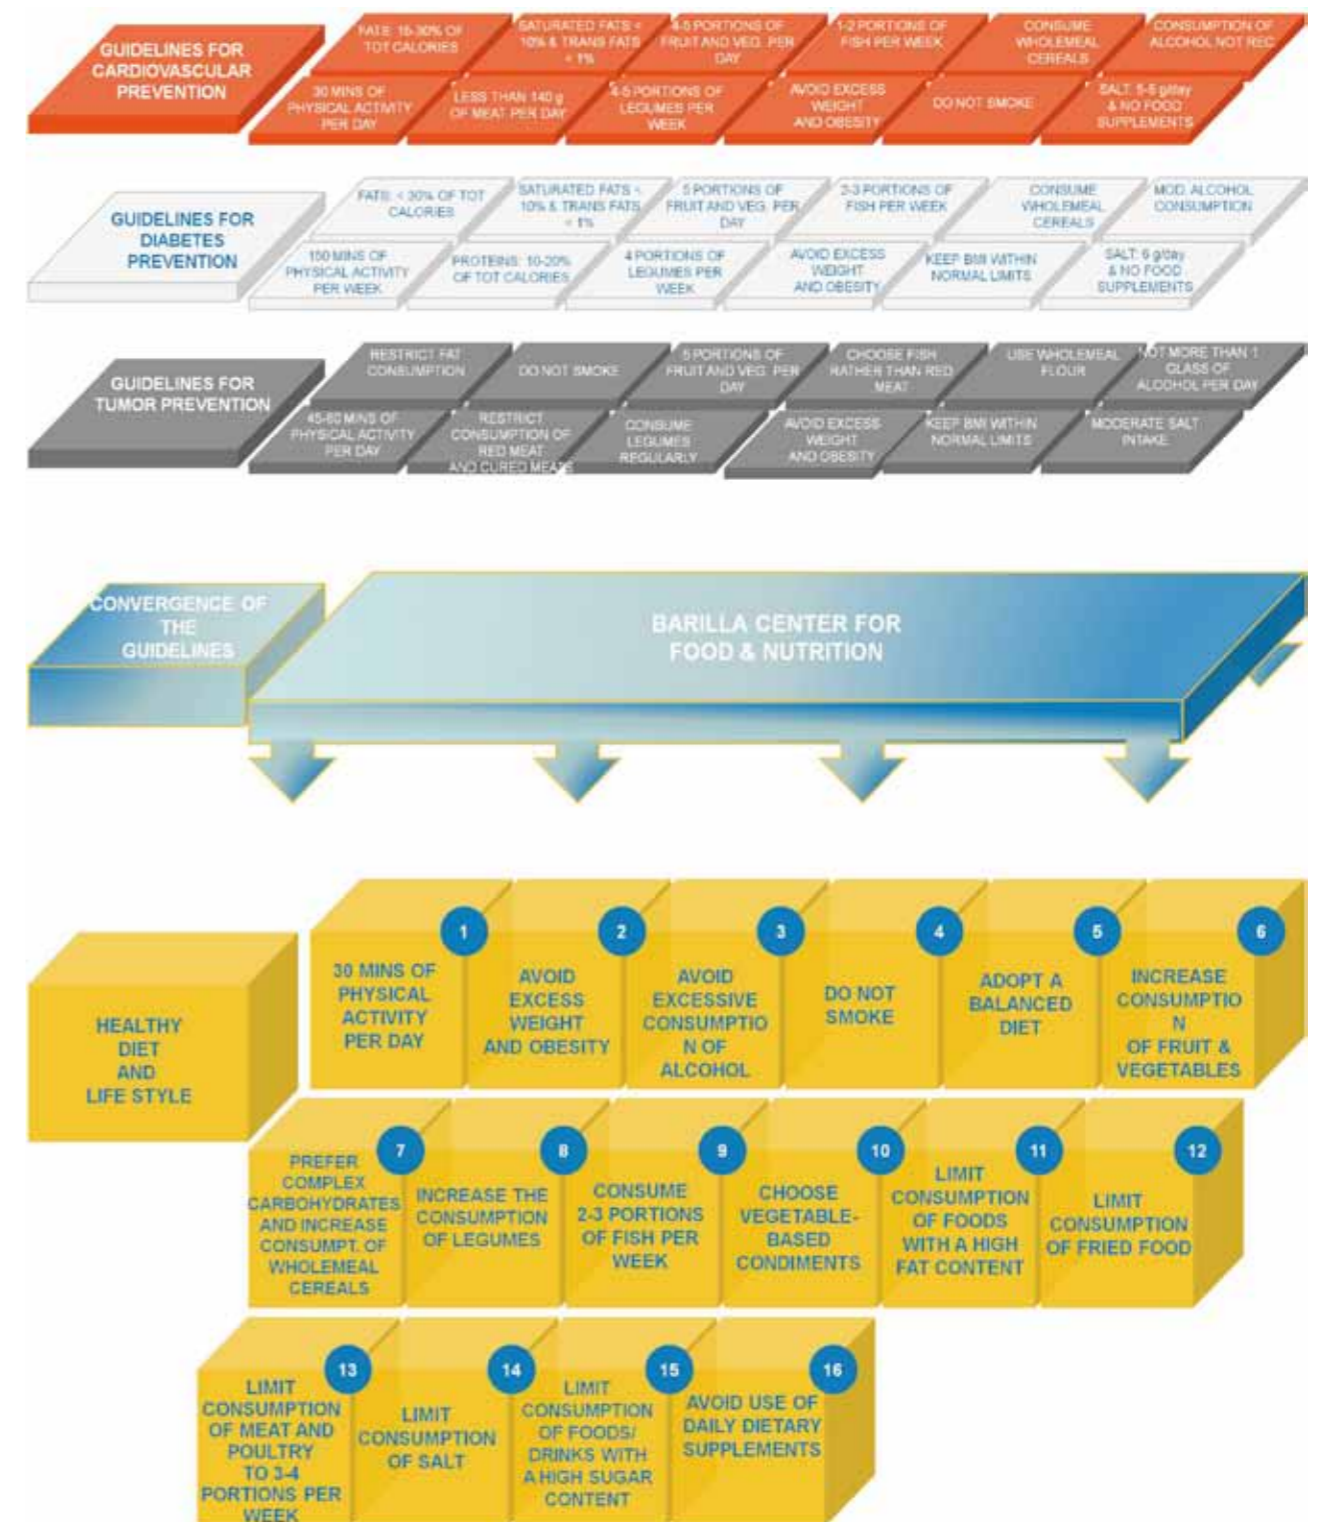 GUIDELINES FOR
CARDIOVASCULAR
PREVENTION
FATE: 15-30% OF
TOT CALORIES
SATURATED FATS <
10% & TRANS FATS
< 1%
4-5 PORTIONS OF
FRUIT AND VEG. PER
DAY
1-2 PORTIONS OF
FISH PER WEEK
CONSUME
WHOLEMEAL
CEREALS
CONSUMPTION OF
ALCOHOL NOT REC.
30 MINS OF
PHYSICAL ACTIVITY
PER DAY
LESS THAN 140 g
OF MEAT PER DAY
4-5 PORTIONS OF
LEGUMES PER
WEEK
AVOID EXCESS
WEIGHT
AND OBESITY
DO NOT SMOKE
SALT: 5-6 g/day
& NO FOOD
SUPPLEMENTS
GUIDELINES FOR
DIABETES
PREVENTION
FATE: < 30% OF TOT
CALORIES
SATURATED FATS <
10% & TRANS FATS
< 1%
5 PORTIONS OF
FRUIT AND VEG. PER
DAY
2-3 PORTIONS OF
FISH PER WEEK
CONSUME
WHOLEMEAL
CEREALS
MOD. ALCOHOL
CONSUMPTION
150 MINS OF
PHYSICAL ACTIVITY
PER WEEK
PROTEINS: 10-20%
OF TOT CALORIES
4 PORTIONS OF
LEGUMES PER
WEEK
AVOID EXCESS
WEIGHT
AND OBESITY
KEEP BMI WITHIN
NORMAL LIMITS
SALT: 6 g/day
& NO FOOD
SUPPLEMENTS
GUIDELINES FOR
TUMOR PREVENTION
RESTRICT FAT
CONSUMPTION
DO NOT SMOKE
5 PORTIONS OF
FRUIT AND VEG. PER
DAY
CHOOSE FISH
RATHER THAN RED
MEAT
USE WHOLEMEAL
FLOUR
NOT MORE THAN 1
GLASS OF
ALCOHOL PER DAY
45-60 MINS OF
PHYSICAL ACTIVITY
PER DAY
RESTRICT
CONSUMPTION OF
RED MEAT
AND CURED MEATS
CONSUME
LEGUMES
REGULARLY
AVOID EXCESS
WEIGHT
AND OBESITY
KEEP BMI WITHIN
NORMAL LIMITS
MODERATE SALT
INTAKE
CONVERGENCE OF
THE
GUIDELINES
BARILLA CENTER FOR
FOOD & NUTRITION
HEALTHY
DIET
AND
LIFE STYLE
1
30 MINS OF
PHYSICAL
ACTIVITY
PER DAY
2
AVOID
EXCESS
WEIGHT
AND OBESITY
3
AVOID
EXCESSIVE
CONSUMPTIO
N OF
ALCOHOL
4
DO NOT
SMOKE
5
ADOPT A
BALANCED
DIET
6
INCREASE
CONSUMPTIO
N
OF FRUIT &
VEGETABLES
7
PREFER
COMPLEX
CARBOHYDRATES
AND INCREASE
CONSUMPT. OF
WHOLEMEAL
CEREALS
8
INCREASE THE
CONSUMPTION
OF LEGUMES
9
CONSUME
2-3 PORTIONS
OF FISH PER
WEEK
10
CHOOSE
VEGETABLE-
BASED
CONDIMENTS
11
LIMIT
CONSUMPTION
OF FOODS
WITH A HIGH
FAT CONTENT
12
LIMIT
CONSUMPTION
OF FRIED FOOD
13
LIMIT
CONSUMPTION
OF MEAT AND
POULTRY
TO 3-4
PORTIONS PER
WEEK
14
LIMIT
CONSUMPTION
OF SALT
15
LIMIT
CONSUMPTION
OF FOODS/
DRINKS WITH
A HIGH SUGAR
CONTENT
16
AVOID USE OF
DAILY DIETARY
SUPPLEMENTS